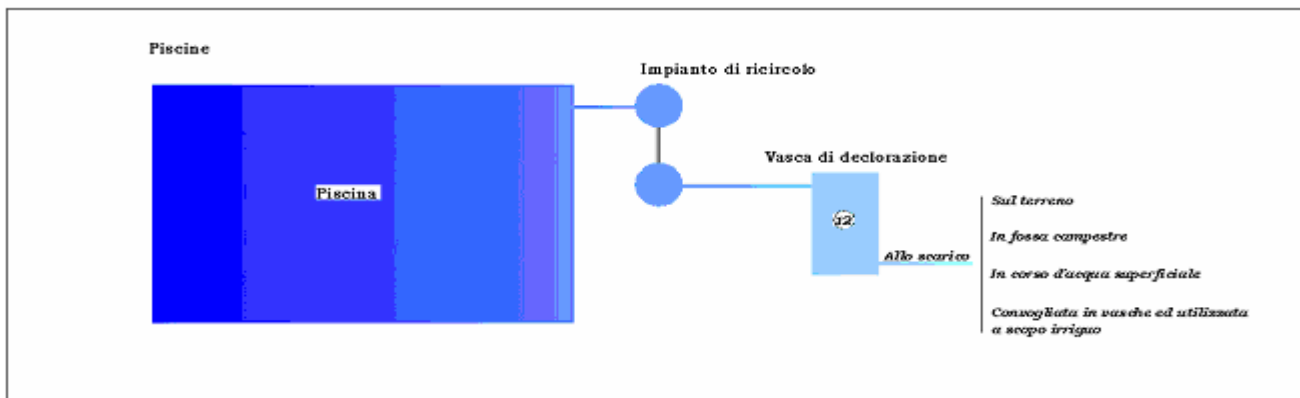 Piscine
Impianto di ricircolo
Vasca di declorazione
Piscina
12
Allo scarico
Sul terreno
In fossa campestre
In corso d'acqua superficiale
Convogliata in vasche ed utilizzata
a scopo irriguo